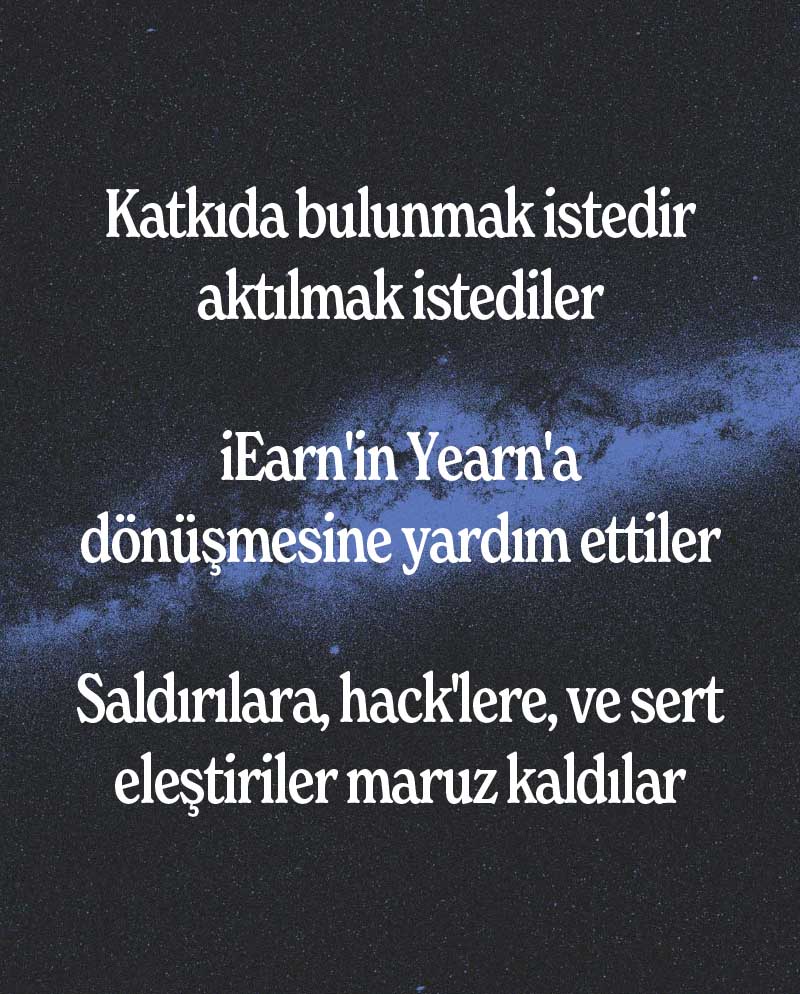 Katkıda bulunmak istedir
aktılmak istediler
iEarn'in Yearn'a
dönüşmesine yardım ettiler
Saldırılara, hack'lere, ve sert
eleştiriler maruz kaldılar